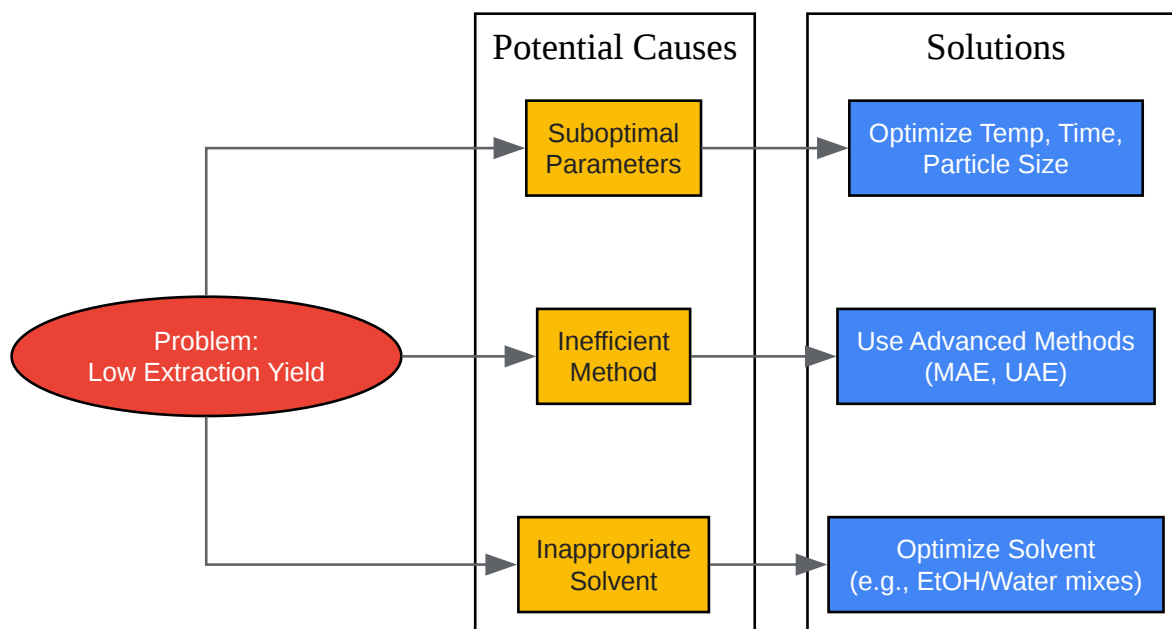 Potential Causes
Solutions
Suboptimal
Parameters
Optimize Temp, Time,
Particle Size
Problem:
Low Extraction Yield
Inefficient
Method
Use Advanced Methods
(MAE, UAE)
Inappropriate
Solvent
Optimize Solvent
(e.g., EtOH/Water mixes)